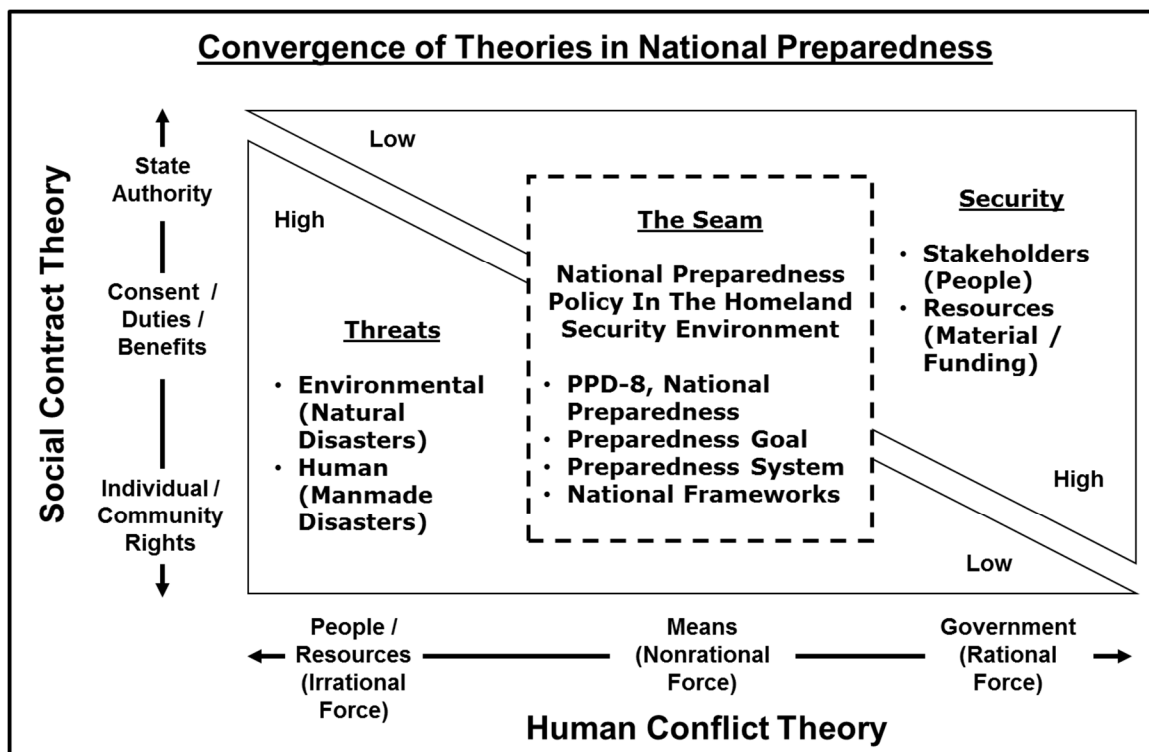 Convergence of Theories in National Preparedness
Social Contract Theory
State
Authority
Consent /
Duties /
Benefits
Individual /
Community
Rights
Low
High
Threats
• Environmental
(Natural
Disasters)
• Human
(Manmade
Disasters)
The Seam
National Preparedness
Policy In The Homeland
Security Environment
• PPD-8, National
Preparedness
• Preparedness Goal
• Preparedness System
• National Frameworks
Security
• Stakeholders
(People)
• Resources
(Material /
Funding)
High
Low
People /
Resources
(Irrational
Force)
Means
(Nonrational
Force)
Government
(Rational
Force)
Human Conflict Theory